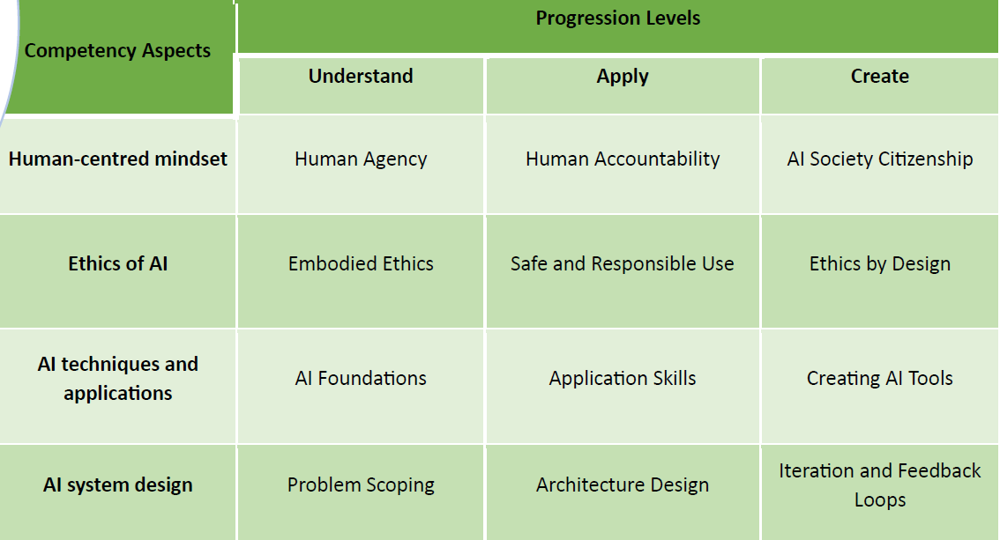 Progression Levels
Competency Aspects
Understand
Apply
Create
Human-centred mindset
Human Agency
Human Accountability
AI Society Citizenship
Ethics of AI
Embodied Ethics
Safe and Responsible Use
Ethics by Design
AI techniques and
applications
AI Foundations
Application Skills
Creating AI Tools
AI system design
Problem Scoping
Architecture Design
Iteration and Feedback
Loops